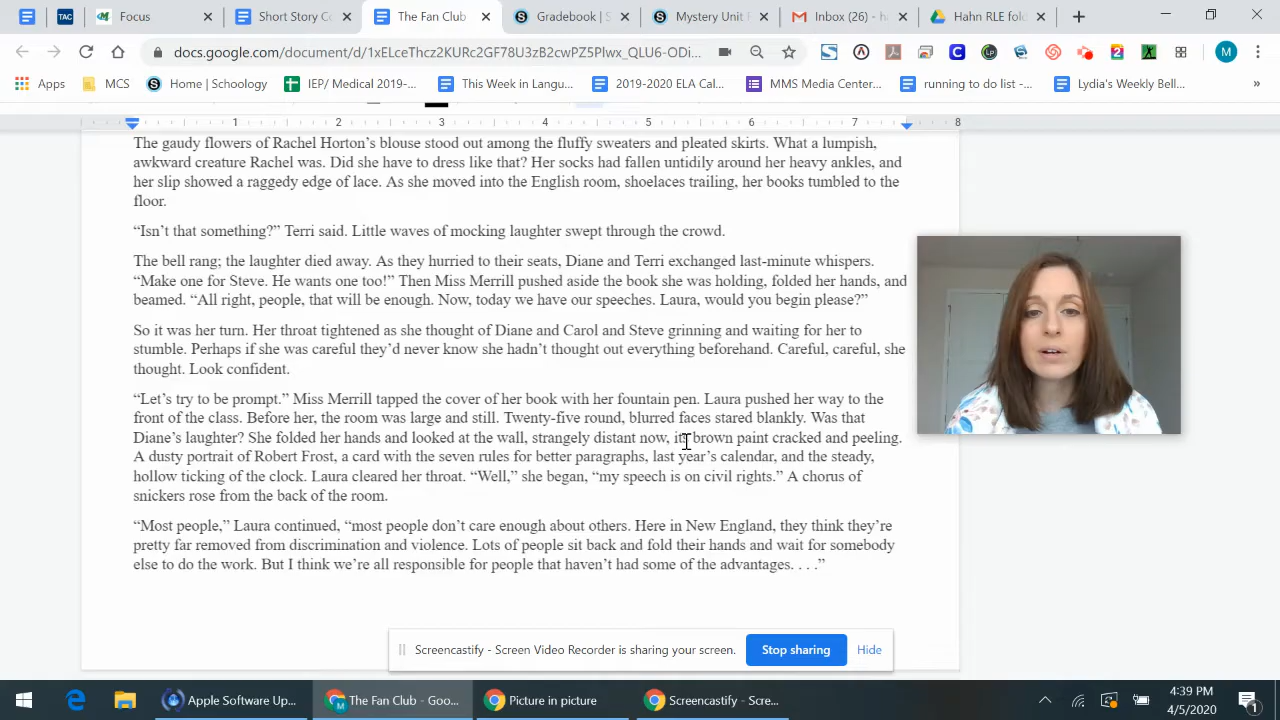 Focus
Short Story Co
The Fan Club
Gradebook | S
Mystery Unit F
Inbox (26) - ha
Hahn RLE fold
docs.google.com/document/d/1xELceThcz2KURc2GF78U3zB2cwPZ5PIwx_QLU6-ODi...
M
Apps
MCS
Home Schoology
IEP/ Medical 2019-...
This Week in Langu...
2019-2020 ELA Cal...
MMS Media Center...
running to do list -...
Lydia's Weekly Bell...
»
1 2 3 4 5 6 7 8
The gaudy flowers of Rachel Horton’s blouse stood out among the fluffy sweaters and pleated skirts. What a lumpish,
awkward creature Rachel was. Did she have to dress like that? Her socks had fallen untidily around her heavy ankles, and
her slip showed a raggedy edge of lace. As she moved into the English room, shoelaces trailing, her books tumbled to the
floor.
“Isn’t that something?” Terri said. Little waves of mocking laughter swept through the crowd.
The bell rang; the laughter died away. As they hurried to their seats, Diane and Terri exchanged last-minute whispers.
“Make one for Steve. He wants one too!” Then Miss Merrill pushed aside the book she was holding, folded her hands, and
beamed. “All right, people, that will be enough. Now, today we have our speeches. Laura, would you begin please?”
So it was her turn. Her throat tightened as she thought of Diane and Carol and Steve grinning and waiting for her to
stumble. Perhaps if she was careful they’d never know she hadn’t thought out everything beforehand. Careful, careful, she
thought. Look confident.
“Let’s try to be prompt.” Miss Merrill tapped the cover of her book with her fountain pen. Laura pushed her way to the
front of the class. Before her, the room was large and still. Twenty-five round, blurred faces stared blankly. Was that
Diane’s laughter? She folded her hands and looked at the wall, strangely distant now, its brown paint cracked and peeling.
A dusty portrait of Robert Frost, a card with the seven rules for better paragraphs, last year’s calendar, and the steady,
hollow ticking of the clock. Laura cleared her throat. “Well,” she began, “my speech is on civil rights.” A chorus of
snickers rose from the back of the room.
“Most people,” Laura continued, “most people don’t care enough about others. Here in New England, they think they’re
pretty far removed from discrimination and violence. Lots of people sit back and fold their hands and wait for somebody
else to do the work. But I think we’re all responsible for people that haven’t had some of the advantages. . . .”
Screencastify - Screen Video Recorder is sharing your screen.
Stop sharing
Hide
Apple Software Up...
The Fan Club - Goo...
Picture in picture
Screencastify - Scre...
4:39 PM
4/5/2020
1